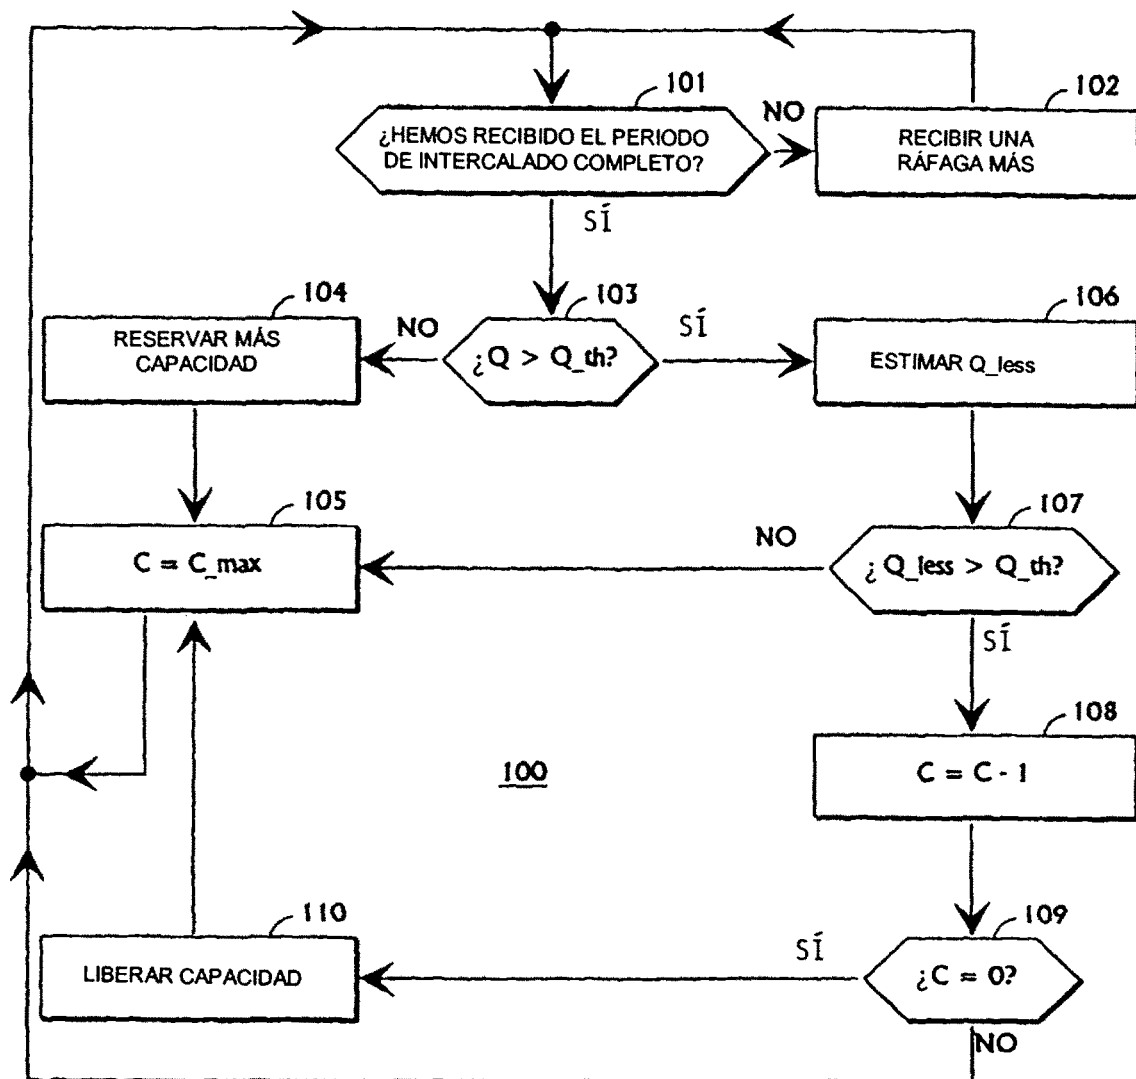 101
¿HEMOS RECIBIDO EL PERIODO
DE INTERCALADO COMPLETO?
NO
102
RECIBIR UNA
RÁFAGA MÁS
SÍ
104
RESERVAR MÁS
CAPACIDAD
NO
103
¿Q > Q_th?
SÍ
106
ESTIMAR Q_less
105
C = C_max
NO
107
¿ Q_less > Q_th?
SÍ
108
C = C - 1
100
110
LIBERAR CAPACIDAD
SÍ
109
¿C = 0?
NO